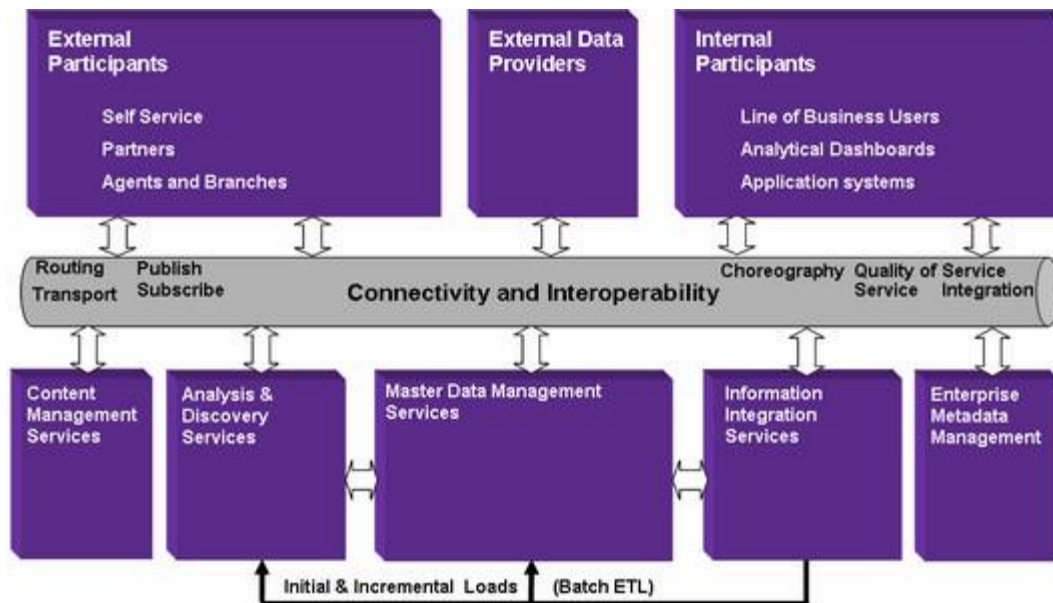 External
Participants
Self Service
Partners
Agents and Branches
External Data
Providers
Internal
Participants
Line of Business Users
Analytical Dashboards
Application systems
Routing
Transport
Publish
Subscribe
Connectivity and Interoperability
Choreography
Quality of
Service
Service
Integration
Content
Management
Services
Analysis &
Discovery
Services
Master Data Management
Services
Information
Integration
Services
Enterprise
Metadata
Management
Initial & Incremental Loads
(Batch ETL)